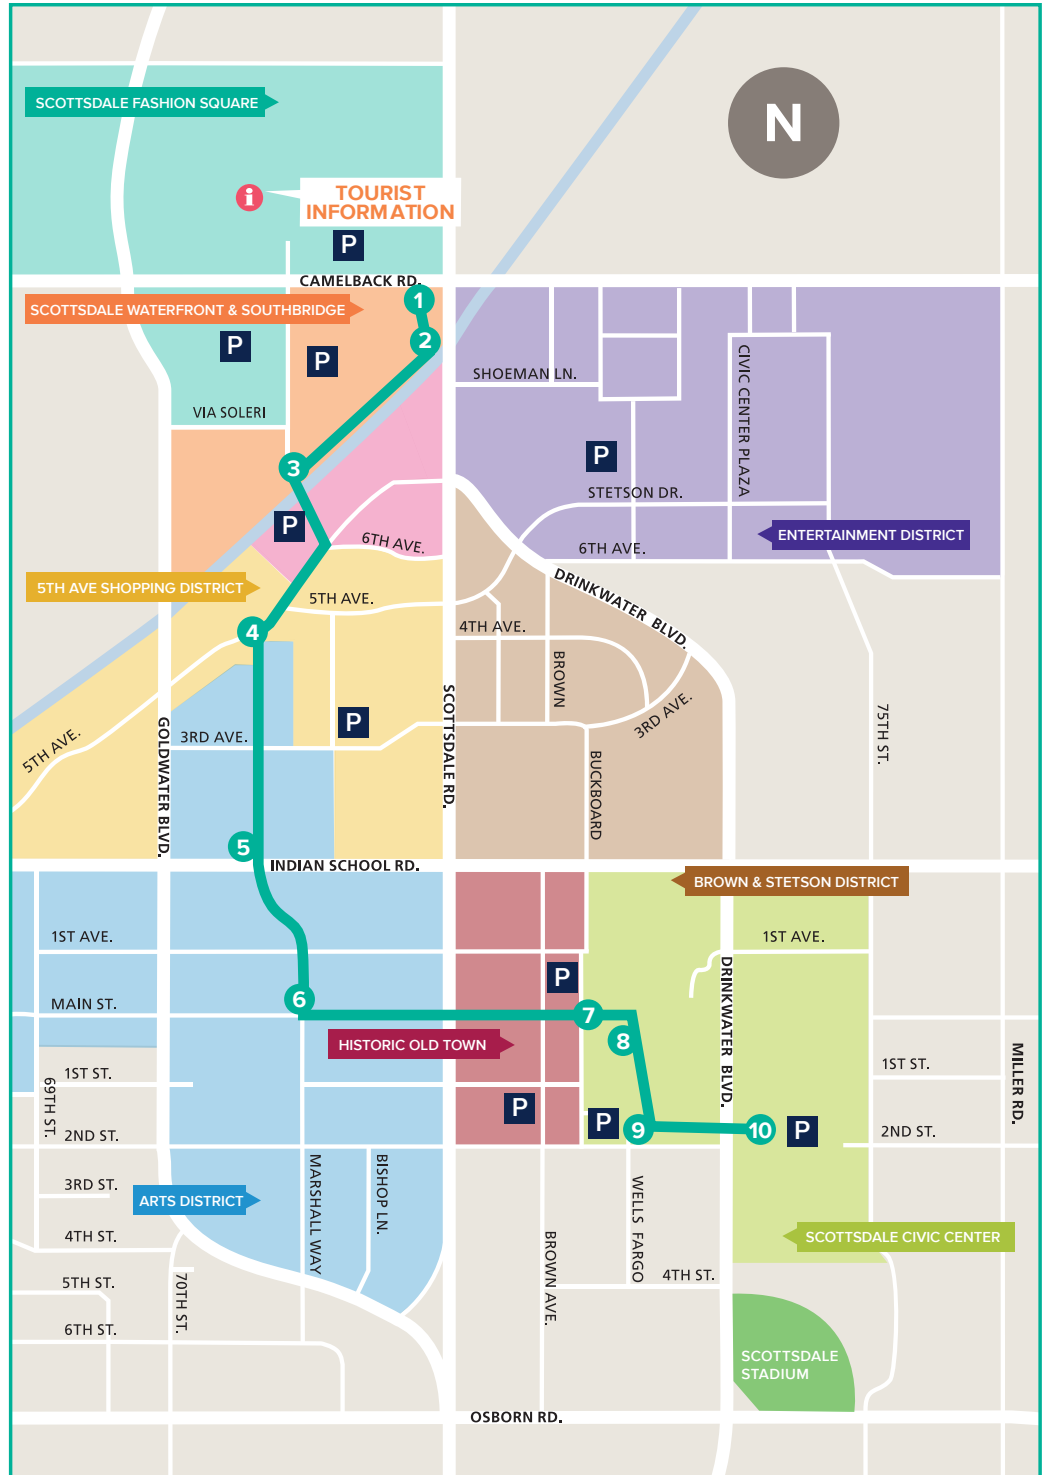 SCOTTSDALE FASHION SQUARE
N
i
TOURIST
INFORMATION
P
CAMELBACK RD.
1
SCOTTSDALE WATERFRONT & SOUTHBRIDGE
2
P
P
SHOEMAN LN.
CIVIC CENTER PLAZA
VIA SOLERI
P
3
STETSON DR.
P
6TH AVE.
ENTERTAINMENT DISTRICT
6TH AVE.
5TH AVE SHOPPING DISTRICT
DRINKWATER BLVD.
5TH AVE.
4
4TH AVE.
BROWN
SCOTTSDALE RD.
3RD AVE.
75TH ST.
P
GOLDWATER BLVD.
3RD AVE.
5TH AVE.
BUCKBOARD
5
INDIAN SCHOOL RD.
BROWN & STETSON DISTRICT
1ST AVE.
1ST AVE.
P
DRINKWATER BLVD.
6
MAIN ST.
7
HISTORIC OLD TOWN
8
MILLER RD.
1ST ST.
1ST ST.
69TH ST.
P
P
9
10
P
2ND ST.
2ND ST.
MARSHALL WAY
BISHOP LN.
WELLS FARGO
3RD ST.
ARTS DISTRICT
4TH ST.
SCOTTSDALE CIVIC CENTER
BROWN AVE.
4TH ST.
5TH ST.
70TH ST.
6TH ST.
SCOTTSDALE
STADIUM
OSBORN RD.